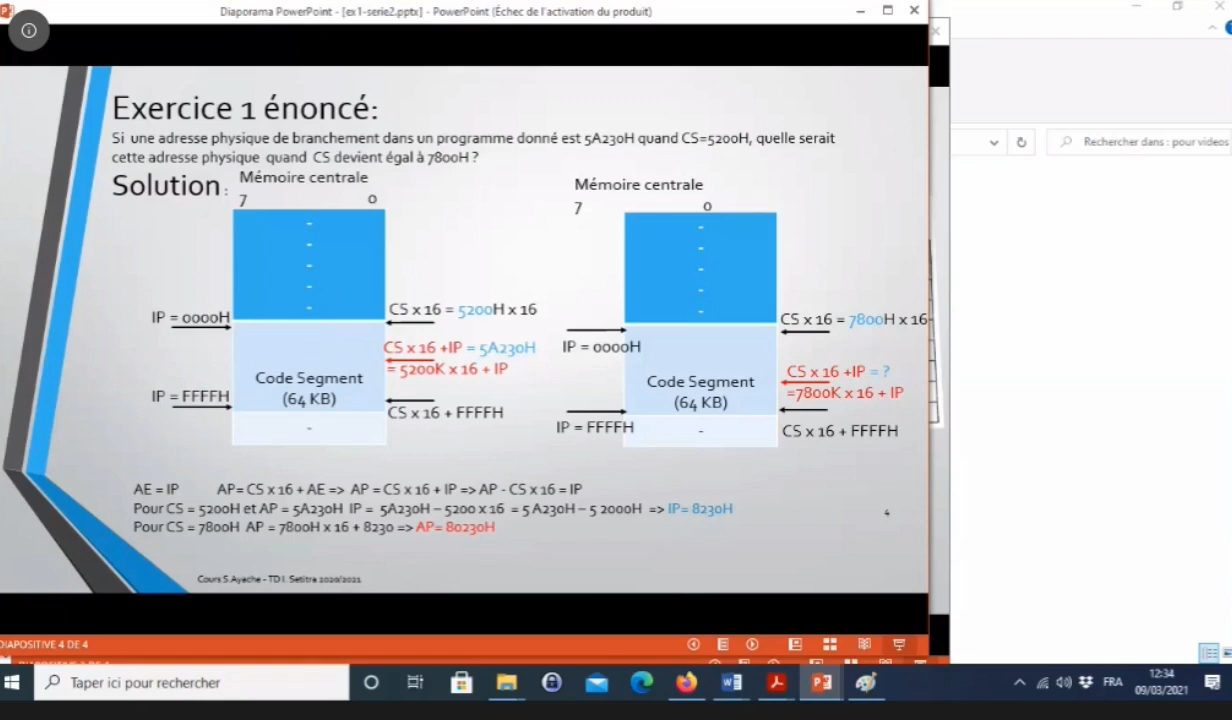 Diaporama PowerPoint - [ex1-serie2.pptx] - PowerPoint (Échec de l'activation du produit)
Rechercher dans : pour videos
Exercice 1 énoncé:
Si une adresse physique de branchement dans un programme donné est 5A230H quand CS=5200H, quelle serait
cette adresse physique quand CS devient égal à 7800H ?
Solution :
Mémoire centrale
7 0
-
-
-
-
-
IP = 0000H
CS x 16 = 5200H x 16
CS x 16 +IP = 5A230H
= 5200K x 16 + IP
Code Segment
(64 KB)
IP = FFFFH
CS x 16 + FFFFH
-
Mémoire centrale
7 0
-
-
-
-
-
CS x 16 = 7800H x 16
IP = 0000H
CS x 16 +IP = ?
=7800K x 16 + IP
Code Segment
(64 KB)
IP = FFFFH
CS x 16 + FFFFH
-
AE = IP AP= CS x 16 + AE => AP = CS x 16 + IP => AP - CS x 16 = IP
Pour CS = 5200H et AP = 5A230H IP = 5A230H – 5200 x 16 = 5 A230H – 5 2000H => IP= 8230H
Pour CS = 7800H AP = 7800H x 16 + 8230 => AP= 80230H
4
Cours S.Ayache - TD I. Setitra 2020/2021
DIAPOSITIVE 4 DE 4
Taper ici pour rechercher
FRA
12:34
09/03/2021